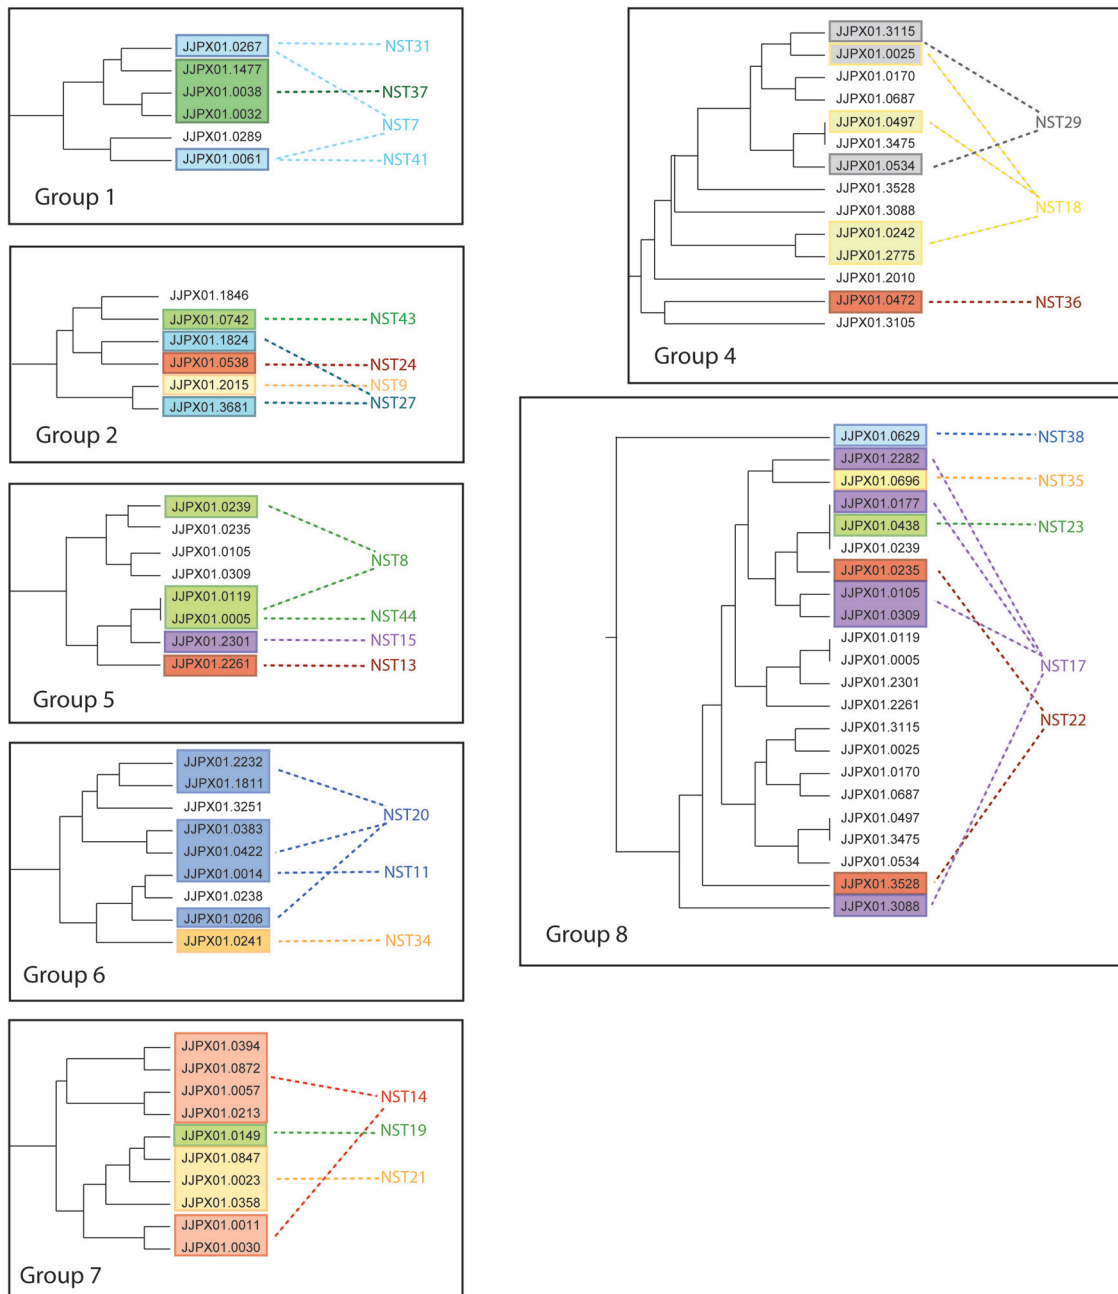 JJPX01.0267 NST31
JJPX01.1477
JJPX01.0038 NST37
JJPX01.0032
NST7
JJPX01.0289
JJPX01.0061 NST41
Group 1
JJPX01.1846
JJPX01.0742 NST43
JJPX01.1824
JJPX01.0538 NST24
JJPX01.2015 NST9
JJPX01.3681 NST27
Group 2
JJPX01.0239
JJPX01.0235
JJPX01.0105
NST8
JJPX01.0309
JJPX01.0119
JJPX01.0005 NST44
JJPX01.2301 NST15
JJPX01.2261 NST13
Group 5
JJPX01.2232
JJPX01.1811
JJPX01.3251
NST20
JJPX01.0383
JJPX01.0422
JJPX01.0014 NST11
JJPX01.0238
JJPX01.0206
JJPX01.0241 NST34
Group 6
JJPX01.0394
JJPX01.0872
JJPX01.0057 NST14
JJPX01.0213
JJPX01.0149 NST19
JJPX01.0847
JJPX01.0023 NST21
JJPX01.0358
JJPX01.0011
JJPX01.0030
Group 7
JJPX01.3115
JJPX01.0025
JJPX01.0170
JJPX01.0687
JJPX01.0497 NST29
JJPX01.3475
JJPX01.0534
JJPX01.3528
JJPX01.3088 NST18
JJPX01.0242
JJPX01.2775
JJPX01.2010
JJPX01.0472 NST36
JJPX01.3105
Group 4
JJPX01.0629 NST38
JJPX01.2282
JJPX01.0696 NST35
JJPX01.0177
JJPX01.0438 NST23
JJPX01.0239
JJPX01.0235
JJPX01.0105
JJPX01.0309
JJPX01.0119
JJPX01.0005 NST17
JJPX01.2301
JJPX01.2261
NST22
JJPX01.3115
JJPX01.0025
JJPX01.0170
JJPX01.0687
JJPX01.0497
JJPX01.3475
JJPX01.0534
JJPX01.3528
JJPX01.3088
Group 8